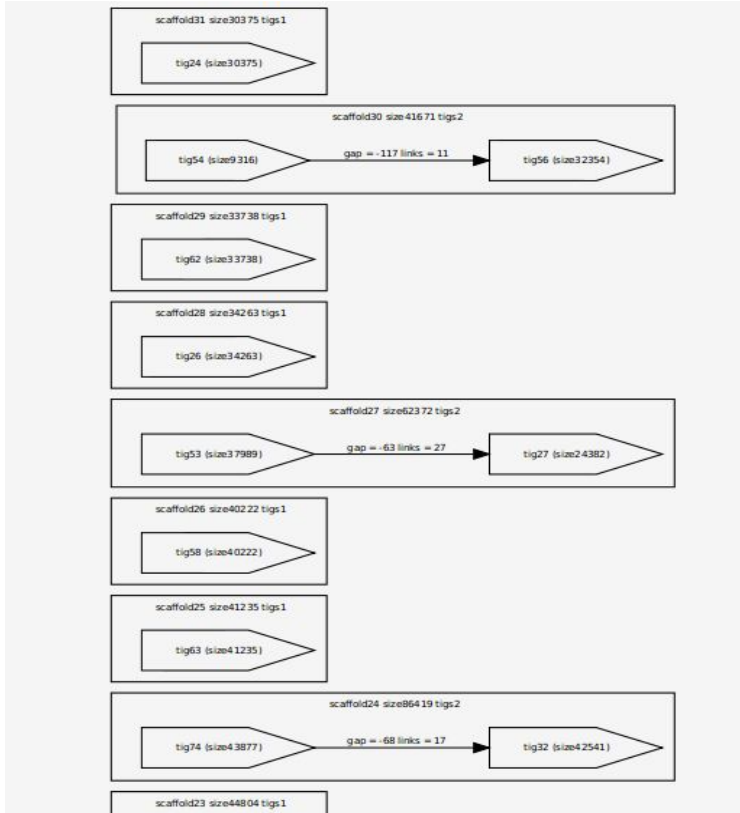 scaffold31 size30375 tigs1
tig24 (size30375)
scaffold30 size41671 tigs2
tig54 (size9316)
gap = -117 links = 11
tig56 (size32354)
scaffold29 size33738 tigs1
tig62 (size33738)
scaffold28 size34263 tigs1
tig26 (size34263)
scaffold27 size62372 tigs2
tig53 (size37989)
gap = -63 links = 27
tig27 (size24382)
scaffold26 size40222 tigs1
tig58 (size40222)
scaffold25 size41235 tigs1
tig63 (size41235)
scaffold24 size86419 tigs2
tig74 (size43877)
gap = -68 links = 17
tig32 (size42541)
scaffold23 size44804 tigs1